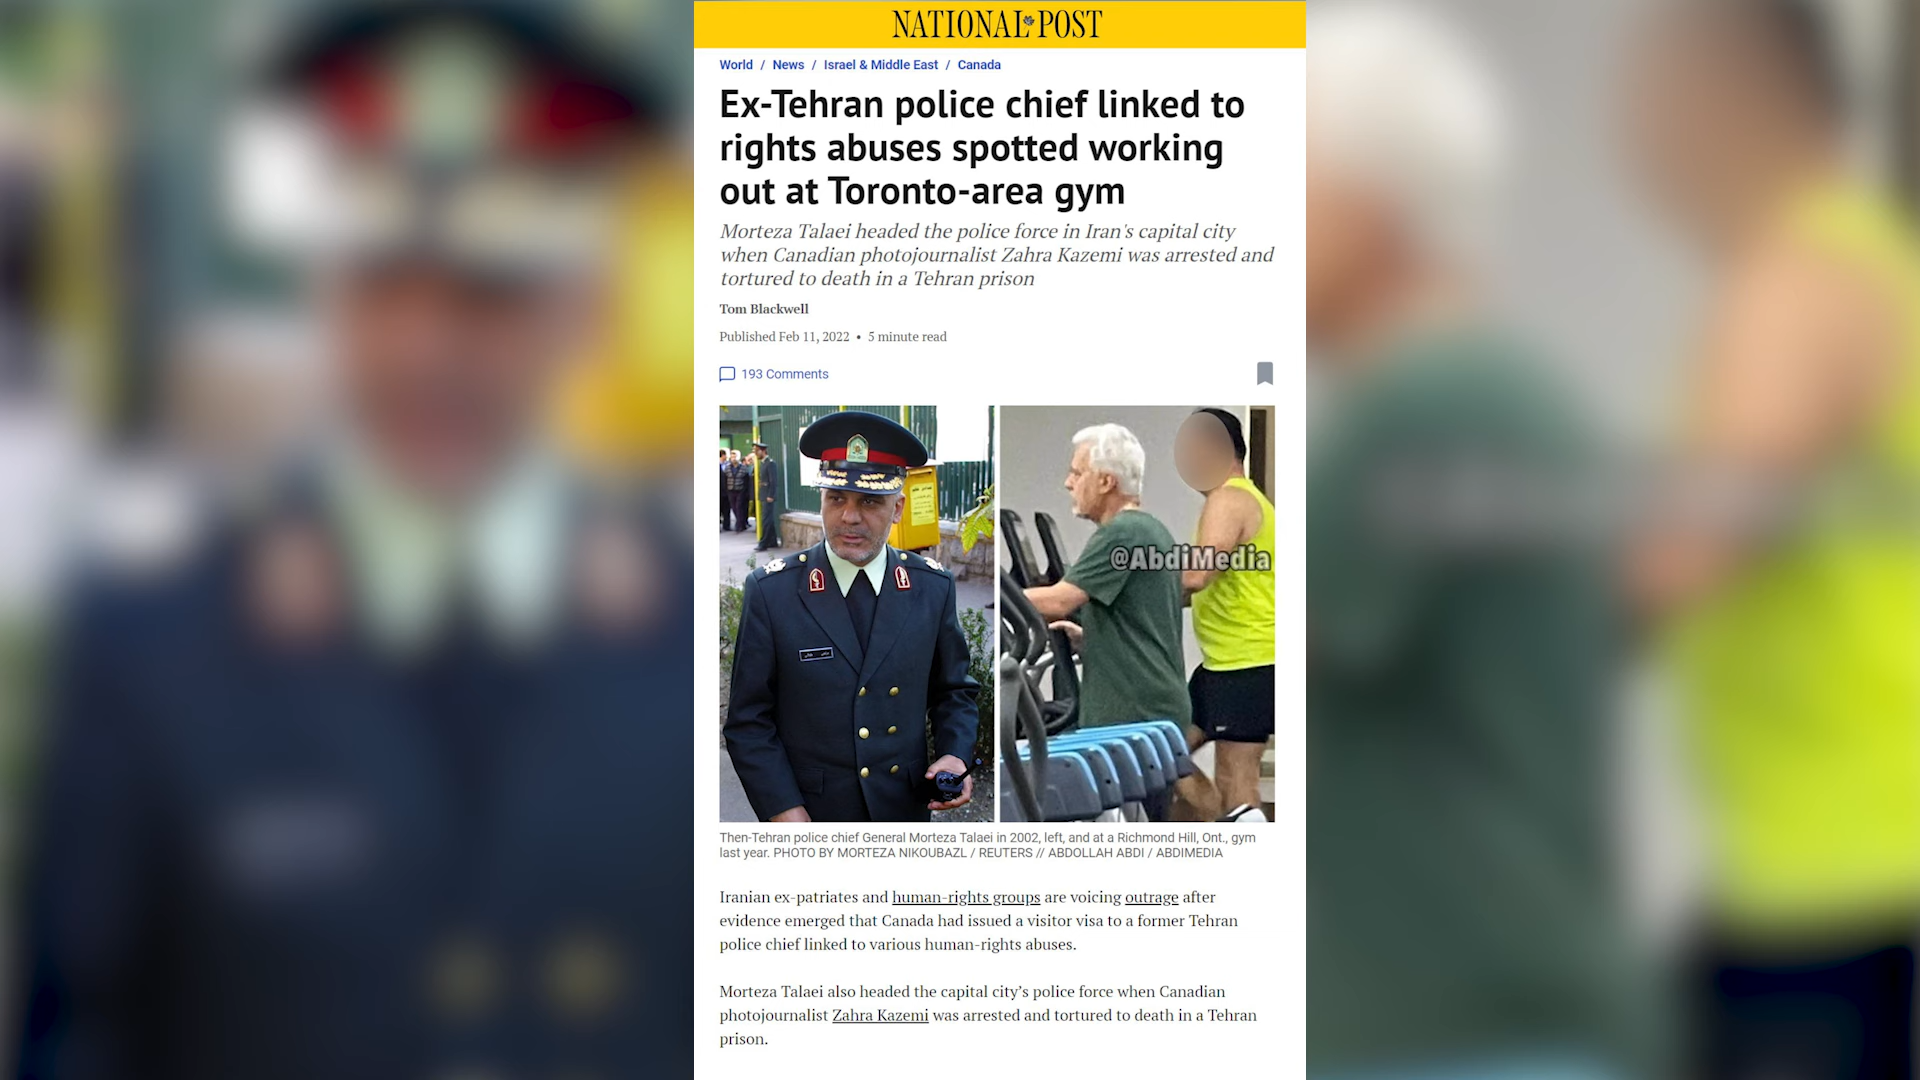 NATIONAL POST
World / News / Israel & Middle East / Canada
Ex-Tehran police chief linked to
rights abuses spotted working
out at Toronto-area gym
Morteza Talaei headed the police force in Iran's capital city
when Canadian photojournalist Zahra Kazemi was arrested and
tortured to death in a Tehran prison
Tom Blackwell
Published Feb 11, 2022 • 5 minute read
193 Comments
@AbdiMedia
Then-Tehran police chief General Morteza Talaei in 2002, left, and at a Richmond Hill, Ont., gym
last year. PHOTO BY MORTEZA NIKOUBAZL / REUTERS // ABDOLLAH ABDI / ABDIMEDIA
Iranian ex-patriates and human-rights groups are voicing outrage after
evidence emerged that Canada had issued a visitor visa to a former Tehran
police chief linked to various human-rights abuses.
Morteza Talaei also headed the capital city’s police force when Canadian
photojournalist Zahra Kazemi was arrested and tortured to death in a Tehran
prison.